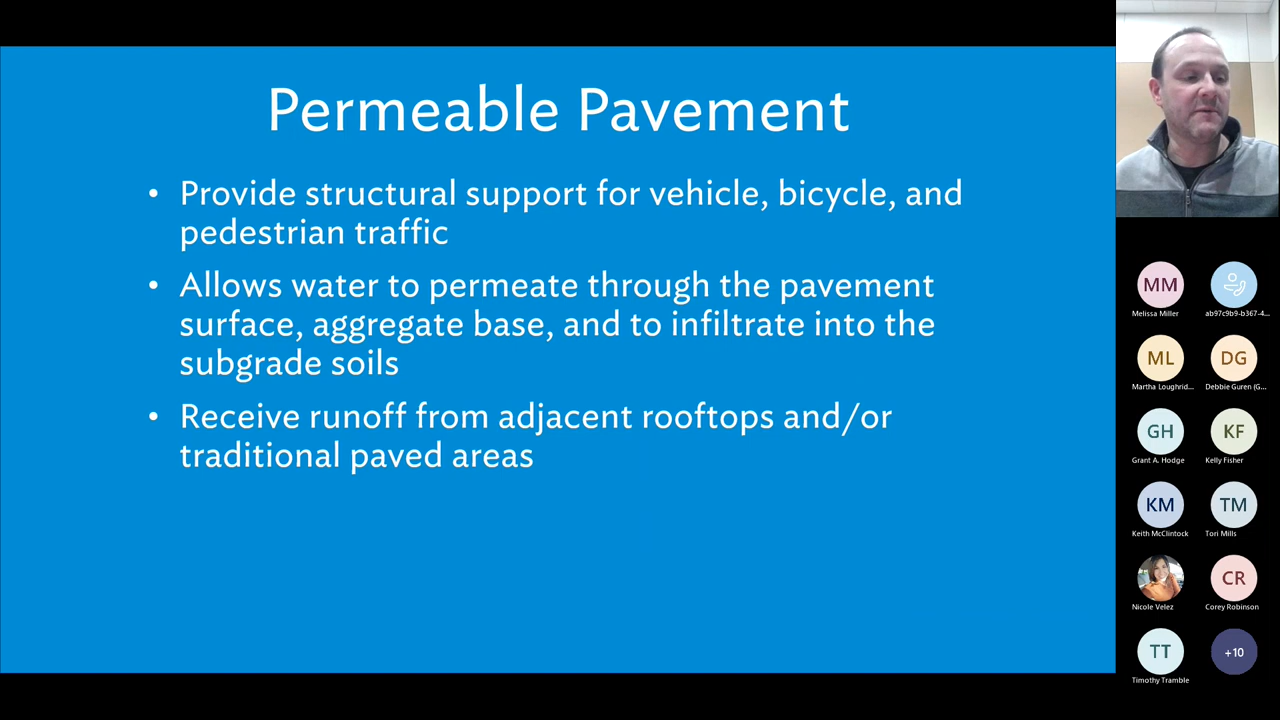 Permeable Pavement
• Provide structural support for vehicle, bicycle, and
pedestrian traffic
• Allows water to permeate through the pavement
surface, aggregate base, and to infiltrate into the
subgrade soils
• Receive runoff from adjacent rooftops and/or
traditional paved areas
MM
Melissa Miller
ab97c9b9-b367-4...
ML
Martha Loughrid...
DG
Debbie Guren (G...
GH
Grant A. Hodge
KF
Kelly Fisher
KM
Keith McClintock
TM
Tori Mills
Nicole Velez
CR
Corey Robinson
TT
Timothy Tramble
+10